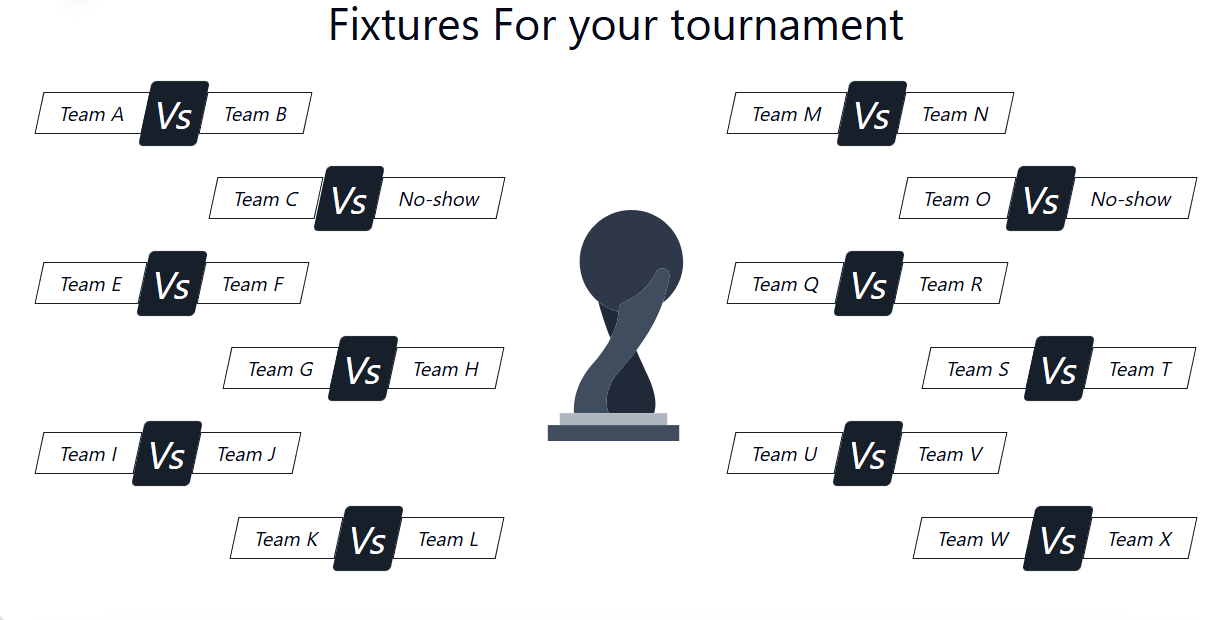 Fixtures For your tournament
Team A Vs Team B
Team M Vs Team N
Team C Vs No-show
Team O Vs No-show
Team E Vs Team F
Team Q Vs Team R
Team G Vs Team H
Team S Vs Team T
Team I Vs Team J
Team U Vs Team V
Team K Vs Team L
Team W Vs Team X